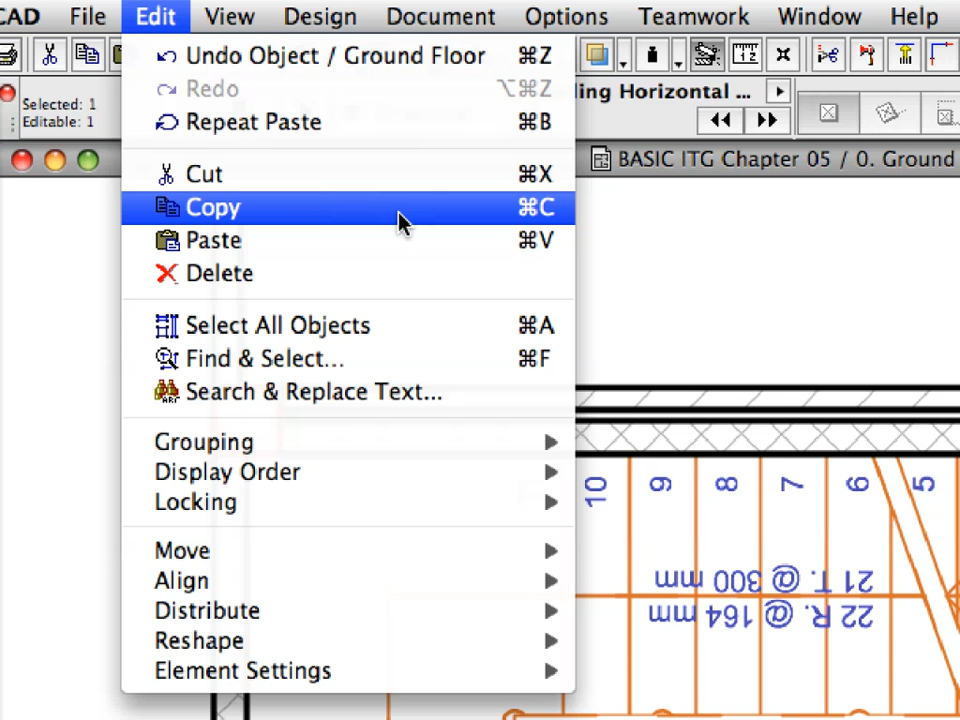 CAD File Edit View Design Document Options Teamwork Window Help
Undo Object / Ground Floor ⌘Z
Redo ⌥⌘Z
Repeat Paste ⌘B
Cut ⌘X
Copy ⌘C
Paste ⌘V
Delete
Select All Objects ⌘A
Find & Select... ⌘F
Search & Replace Text...
Grouping
Display Order
Locking
Move
Align
Distribute
Reshape
Element Settings
Selected: 1
Editable: 1
ding Horizontal ...
BASIC ITG Chapter 05 / 0. Ground
10 9 8 7 6 5
22 R. @ 164 mm
21 T. @ 300 mm